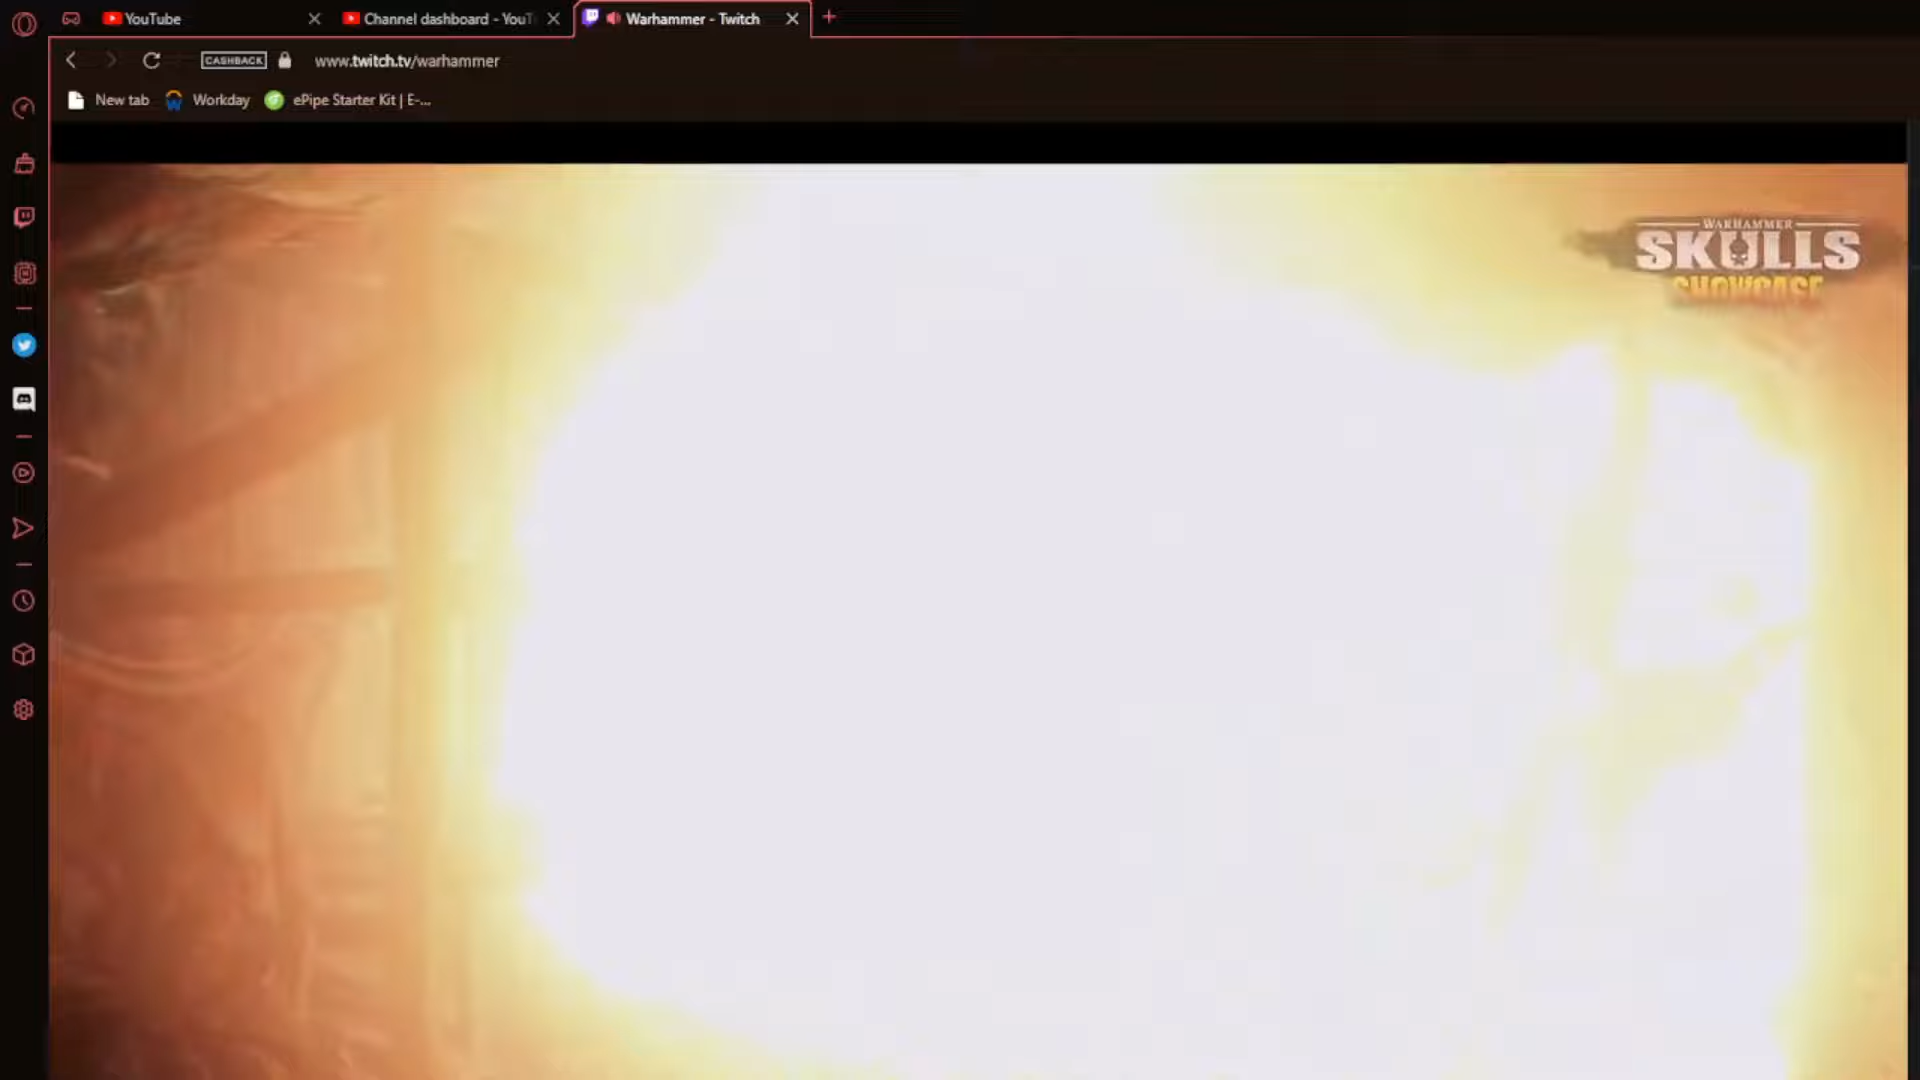 YouTube
Channel dashboard - YouT
Warhammer - Twitch
CASHBACK
www.twitch.tv/warhammer
New tab
Workday
ePipe Starter Kit | E-...
WARHAMMER
SKULLS
SHOWCASE